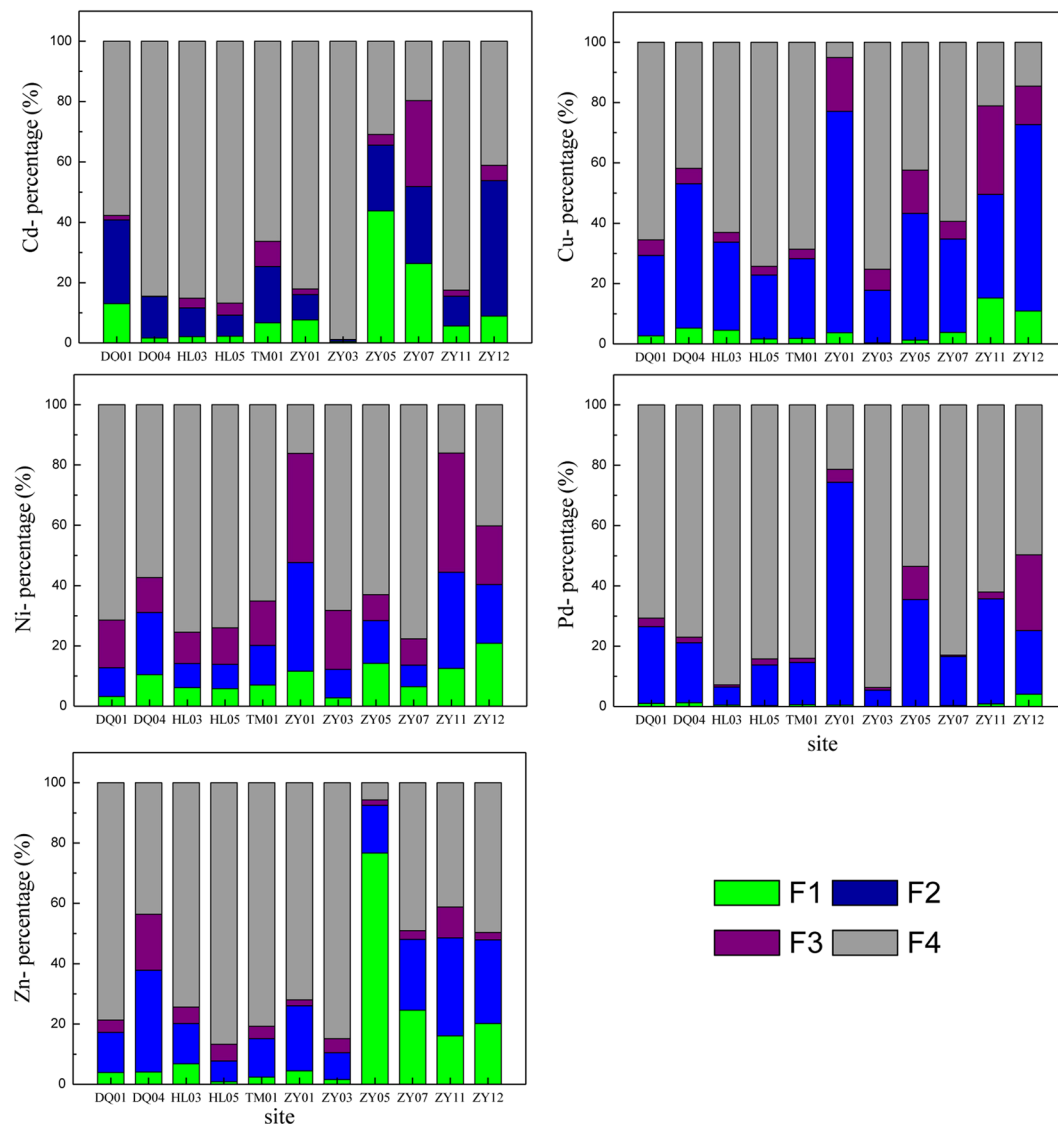 Cd- percentage (%)
100
80
60
40
20
0
DO01 DO04 HL03 HL05 TM01 ZY01 ZY03 ZY05 ZY07 ZY11 ZY12
Cu- percentage (%)
100
80
60
40
20
0
DQ01 DQ04 HL03 HL05 TM01 ZY01 ZY03 ZY05 ZY07 ZY11 ZY12
Ni- percentage (%)
100
80
60
40
20
0
DQ01 DQ04 HL03 HL05 TM01 ZY01 ZY03 ZY05 ZY07 ZY11 ZY12
Pd- percentage (%)
100
80
60
40
20
0
DQ01 DQ04 HL03 HL05 TM01 ZY01 ZY03 ZY05 ZY07 ZY11 ZY12
site
Zn- percentage (%)
100
80
60
40
20
0
DQ01 DQ04 HL03 HL05 TM01 ZY01 ZY03 ZY05 ZY07 ZY11 ZY12
site
F1 F2
F3 F4